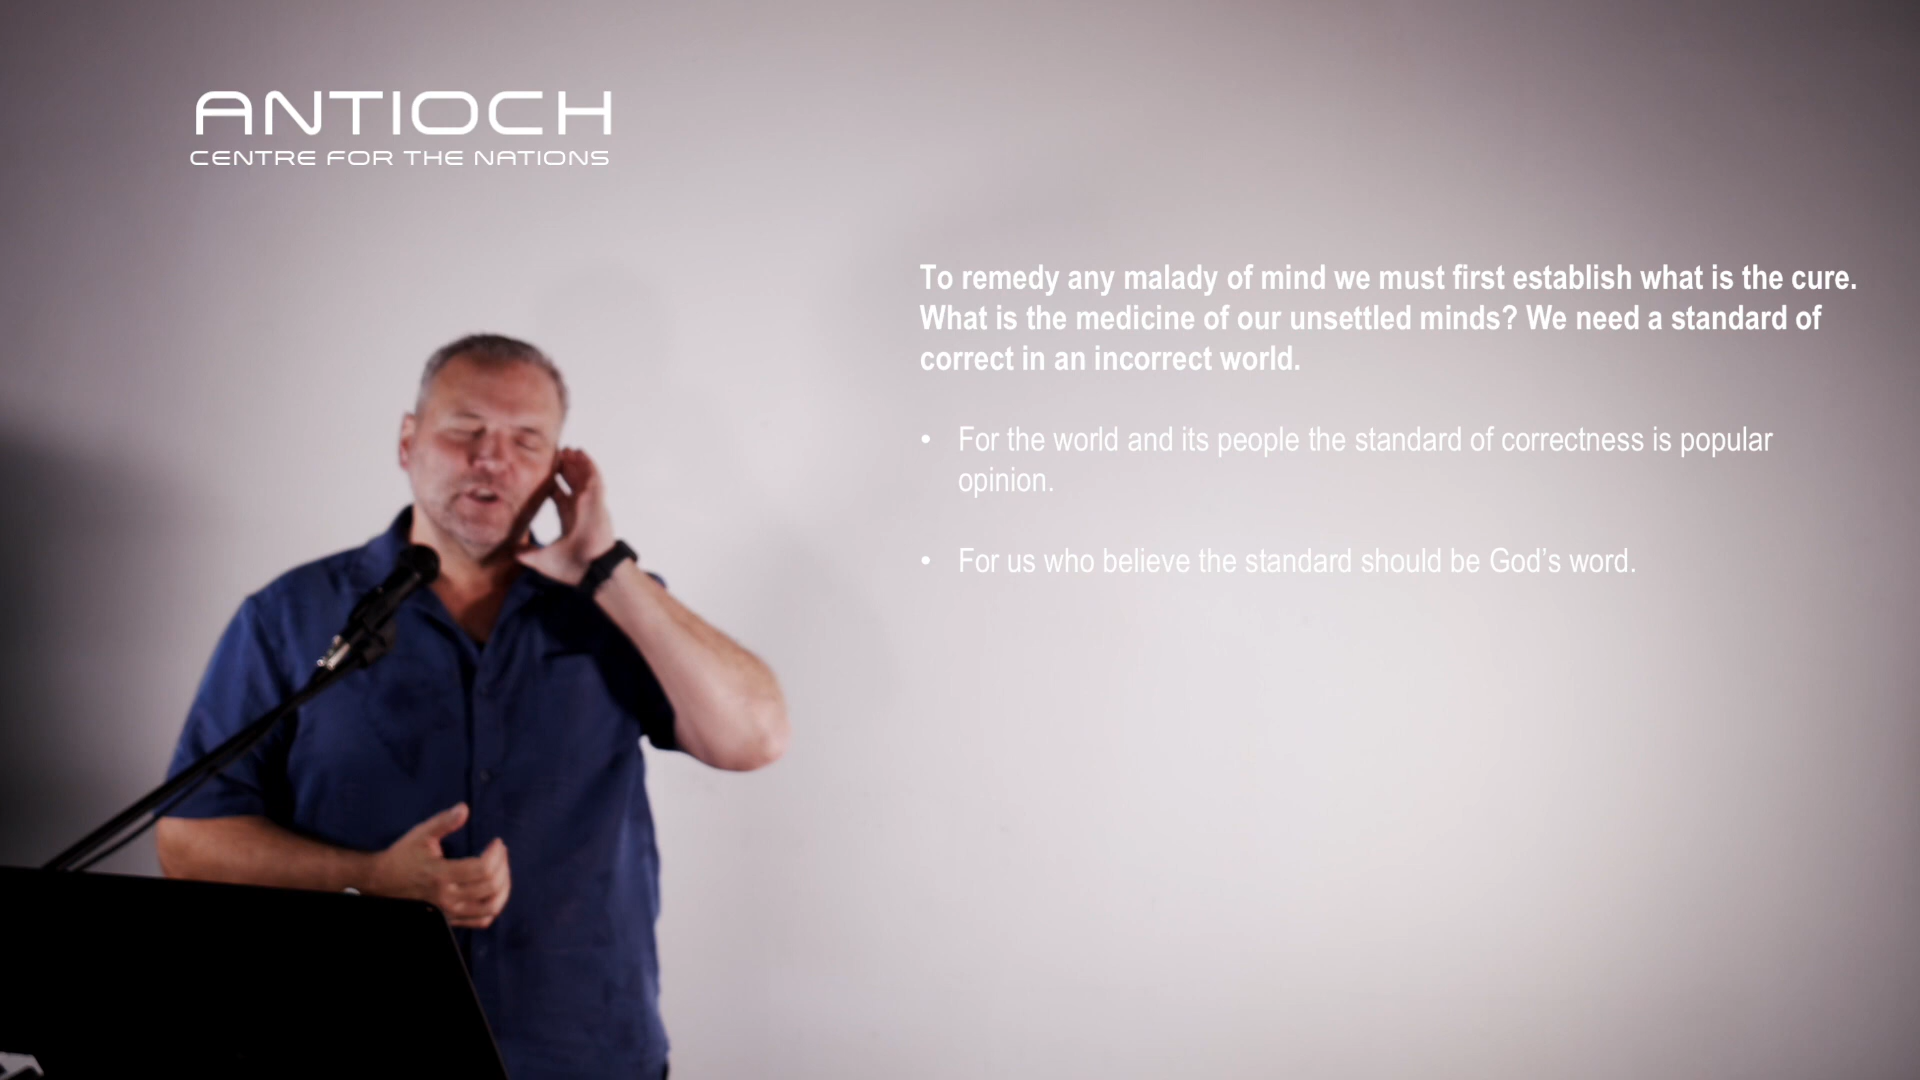 ANTIOCH
CENTRE FOR THE NATIONS
To remedy any malady of mind we must first establish what is the cure.
What is the medicine of our unsettled minds? We need a standard of
correct in an incorrect world.
• For the world and its people the standard of correctness is popular
opinion.
• For us who believe the standard should be God’s word.